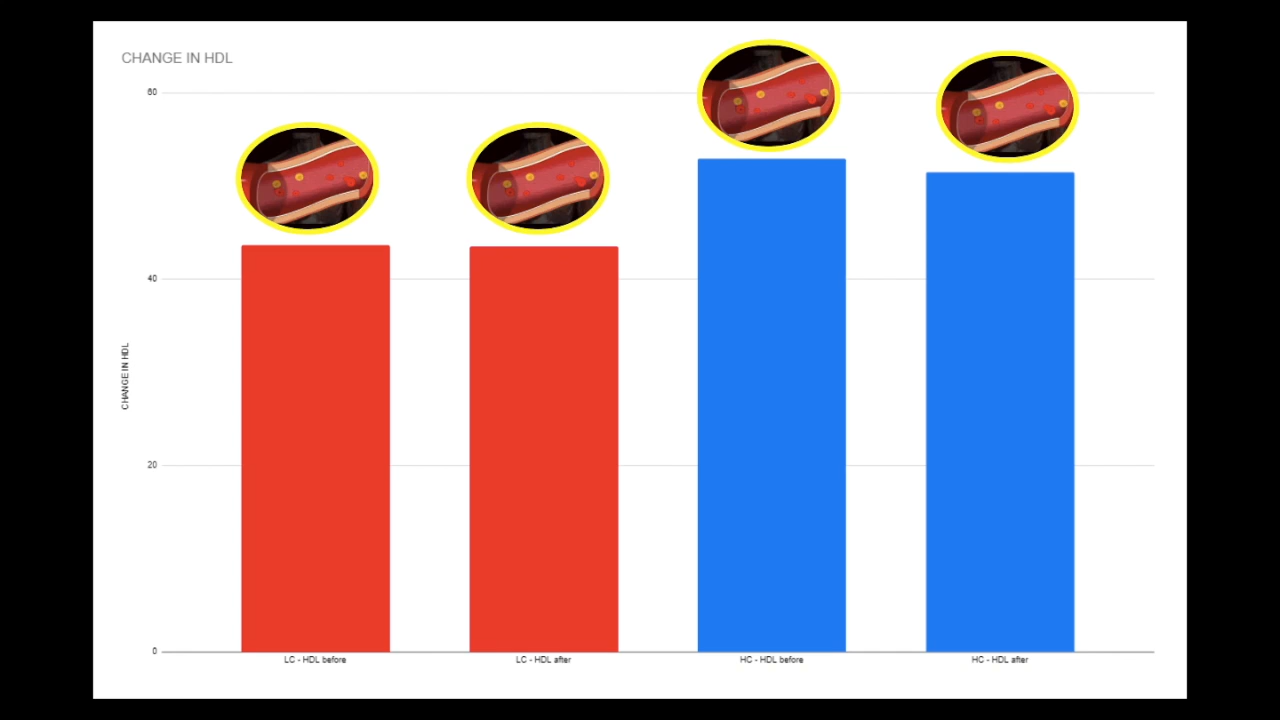 CHANGE IN HDL
60
40
20
0
CHANGE IN HDL
LC - HDL before
LC - HDL after
HC - HDL before
HC - HDL after